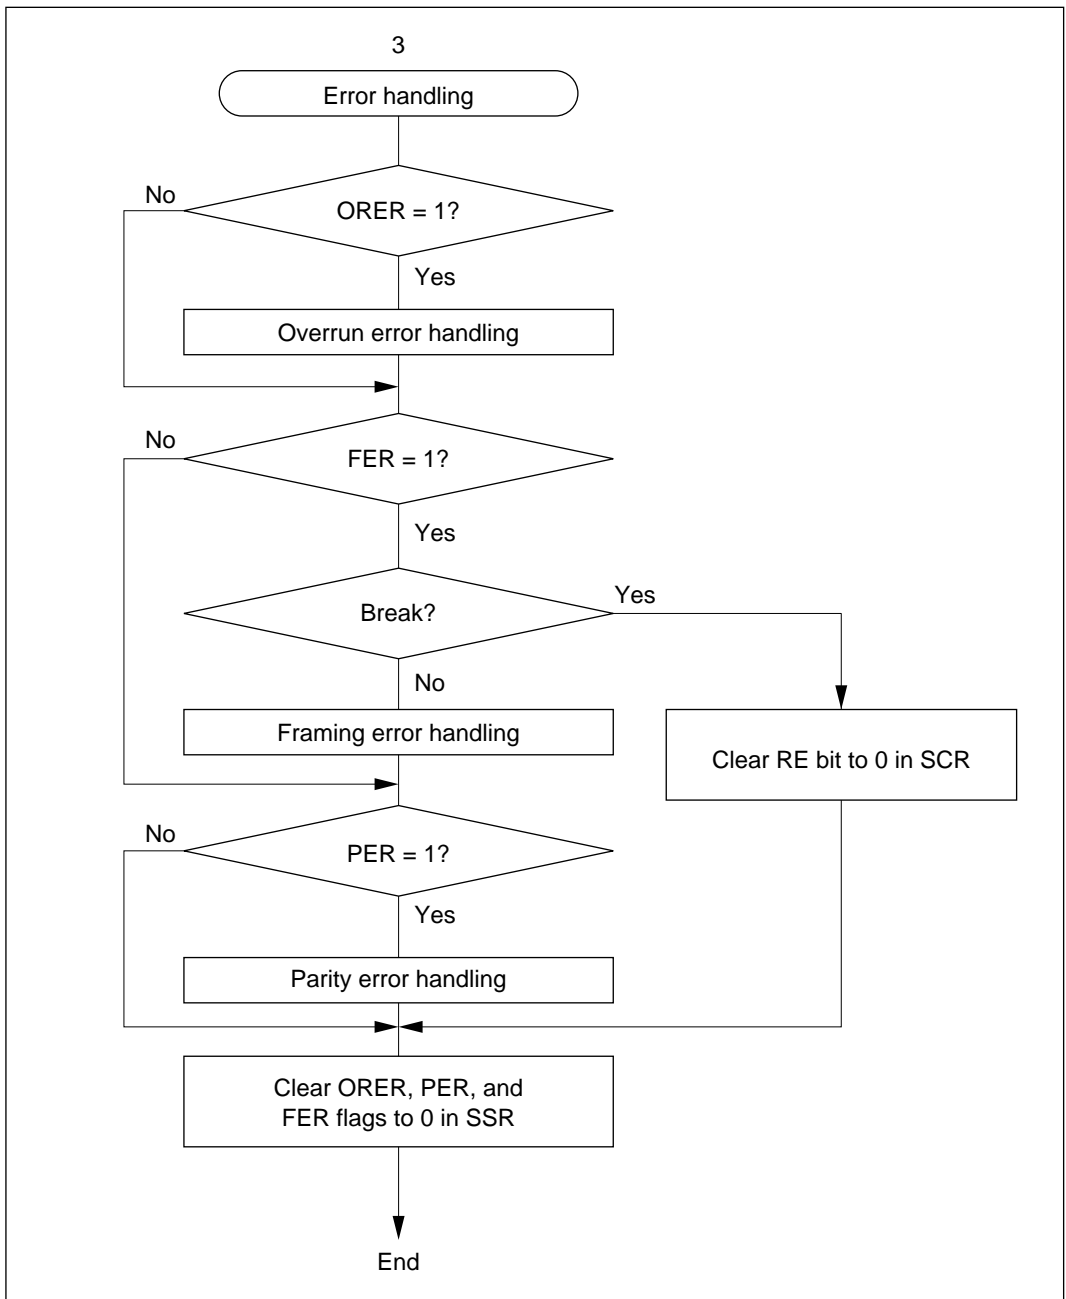 3
Error handling
No
ORER = 1?
Yes
Overrun error handling
No
FER = 1?
Yes
Break?
Yes
No
Framing error handling
Clear RE bit to 0 in SCR
No
PER = 1?
Yes
Parity error handling
Clear ORER, PER, and
FER flags to 0 in SSR
End